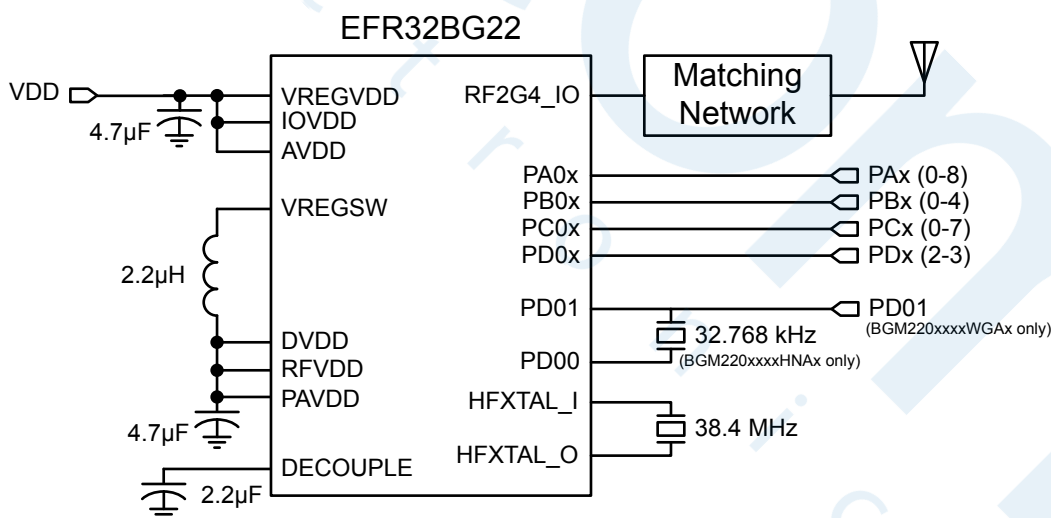 EFR32BG22
VDD
4.7µF
VREGVDD
IOVDD
AVDD
VREGSW
2.2µH
DVDD
RFVDD
PAVDD
4.7µF
DECOUPLE
2.2µF
RF2G4_IO
Matching
Network
PA0x
PAx (0-8)
PB0x
PBx (0-4)
PC0x
PCx (0-7)
PD0x
PDx (2-3)
PD01
PD01
(BGM220xxxxWGAx only)
32.768 kHz
(BGM220xxxxHNAx only)
PD00
HFXTAL_I
38.4 MHz
HFXTAL_O